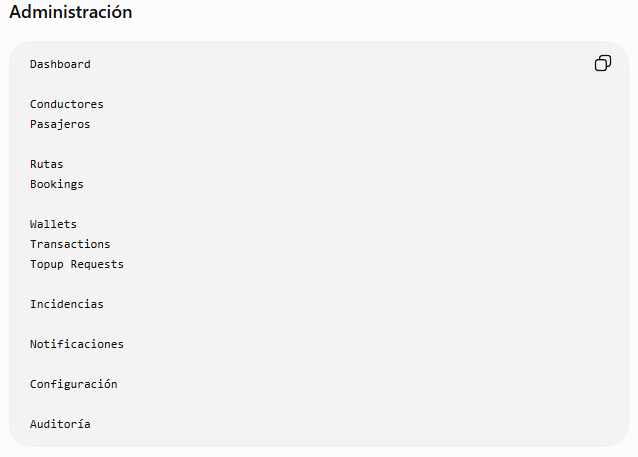 Administración
Dashboard
Conductores
Pasajeros
Rutas
Bookings
Wallets
Transactions
Topup Requests
Incidencias
Notificaciones
Configuración
Auditoría